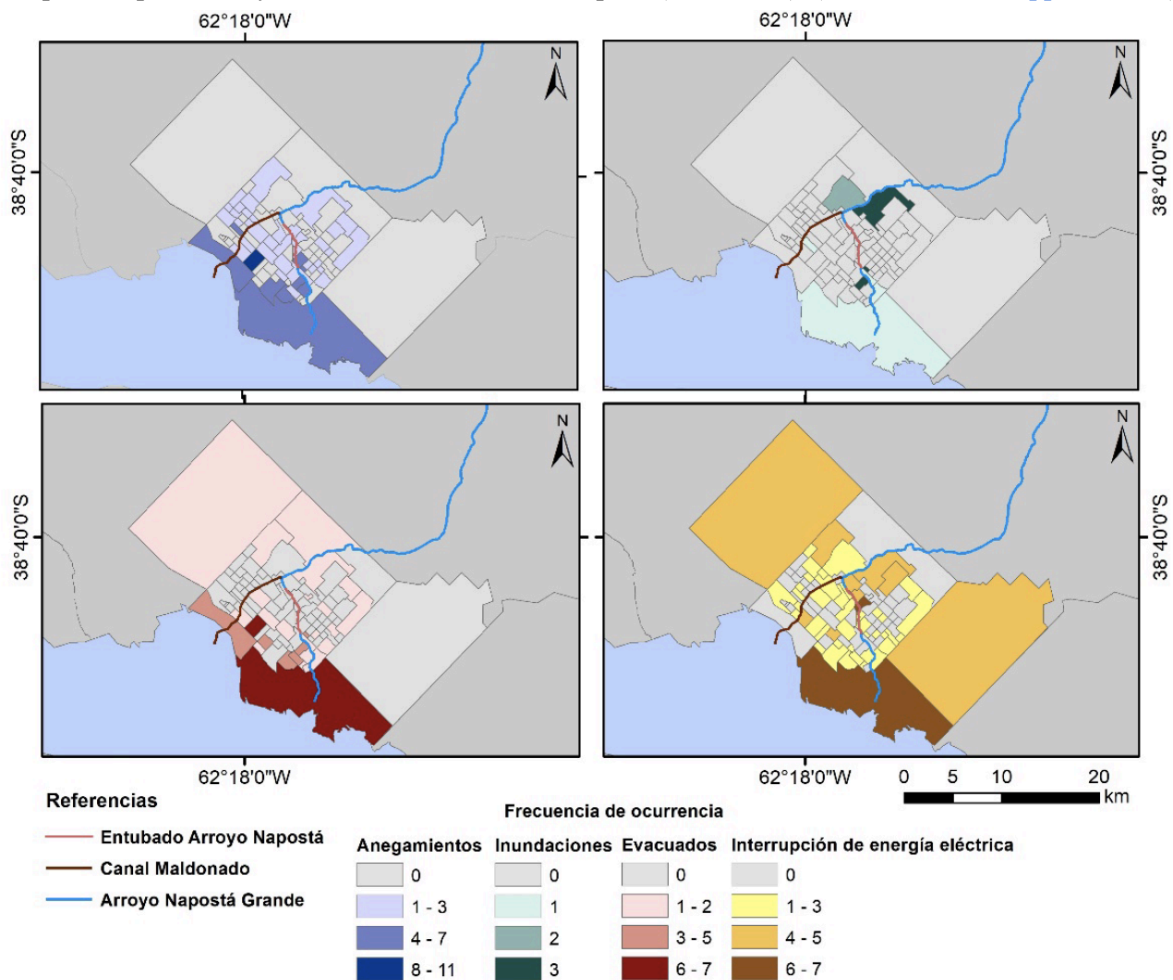 62°18'0"W
62°18'0"W
N
N
38°40'0"S
38°40'0"S
N
N
38°40'0"S
38°40'0"S
62°18'0"W
62°18'0"W
0 5 10 20
km
Referencias
Entubado Arroyo Napostá
Canal Maldonado
Arroyo Napostá Grande
Frecuencia de ocurrencia
Anegamientos Inundaciones Evacuados Interrupción de energía eléctrica
0 0 0 0
1 - 3 1 1 - 2 1 - 3
4 - 7 2 3 - 5 4 - 5
8 - 11 3 6 - 7 6 - 7